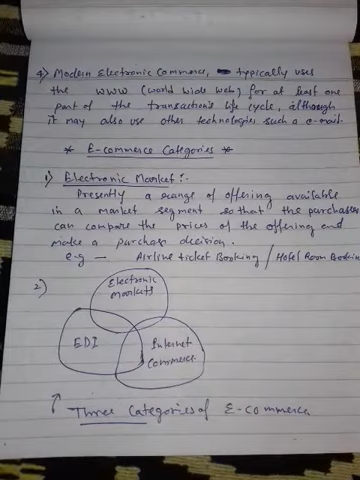 4) Modern Electronic Commerce, typically uses
the WWW (world wide web) for at least one
part of the transaction's life cycle, although
it may also use other technologies such a e-mail.
* E-commerce Categories *
1) Electronic Market :-
Presently a range of offering available
in a market segment so that the purchases
can compare the prices of the offering and
make a purchase decision.
e.g — Airline ticket Booking / Hotel Room Booking
2)
Electronic
Markets
EDI
Internet
Commerce
Three Categories of E-commerce